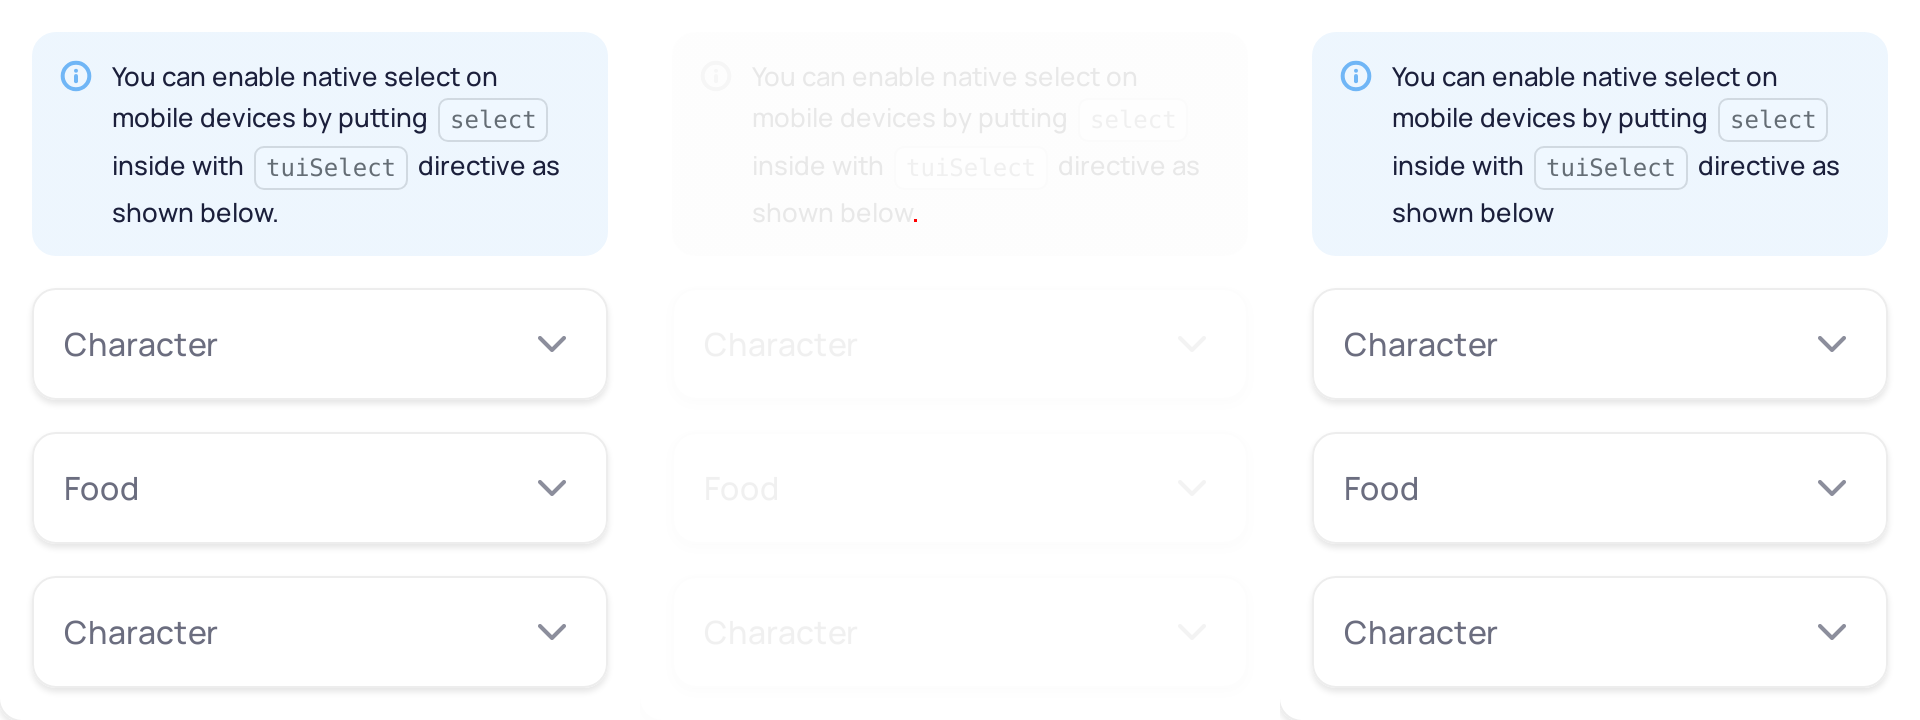 You can enable native select on
mobile devices by putting select
inside with tuiSelect directive as
shown below.
Character
Food
Character
You can enable native select on
mobile devices by putting select
inside with tuiSelect directive as
shown below.
Character
Food
Character
You can enable native select on
mobile devices by putting select
inside with tuiSelect directive as
shown below
Character
Food
Character